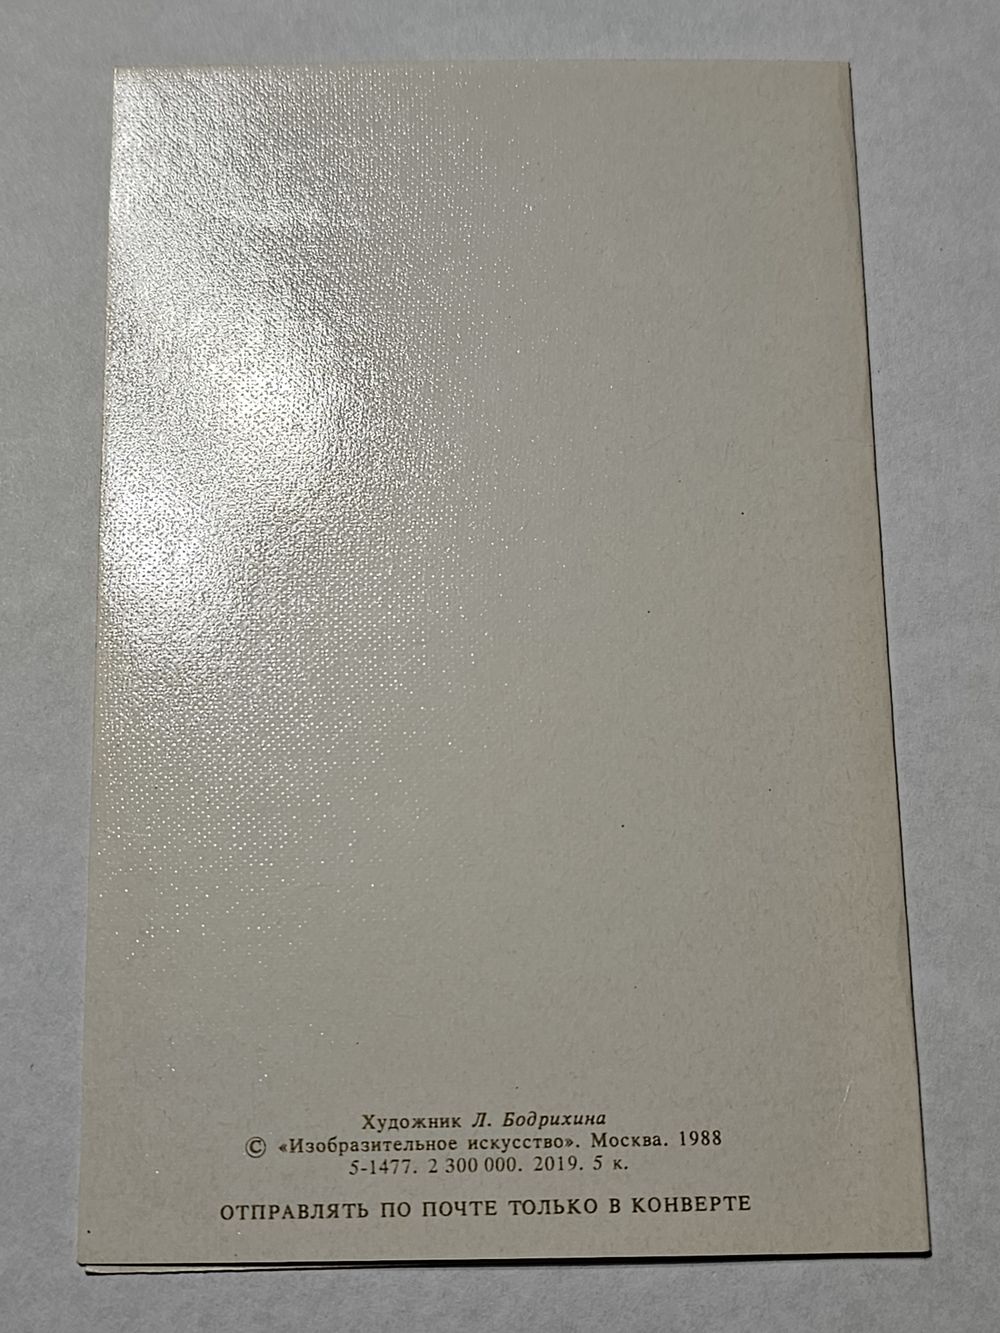 Художник Л. Бодрихина
© «Изобразительное искусство». Москва. 1988
5-1477. 2 300 000. 2019. 5 к.
ОТПРАВЛЯТЬ ПО ПОЧТЕ ТОЛЬКО В КОНВЕРТЕ